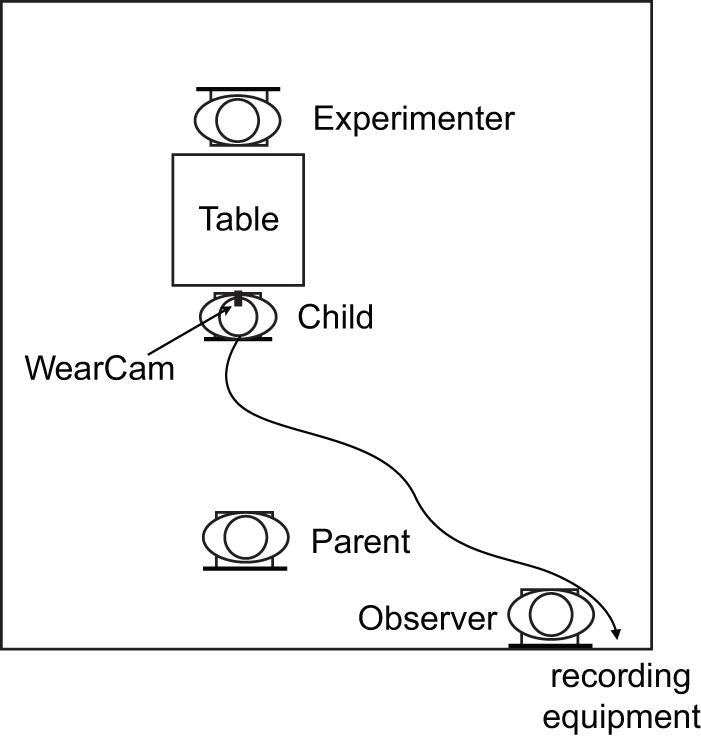 Experimenter
Table
Child
WearCam
Parent
Observer
recording
equipment